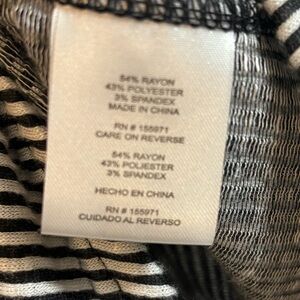 54% RAYON
43% POLYESTER
3% SPANDEX
MADE IN CHINA
RN # 155971
CARE ON REVERSE
54% RAYON
43% POLIESTER
3% SPANDEX
HECHO EN CHINA
RN # 155971
CUIDADO AL REVERSO